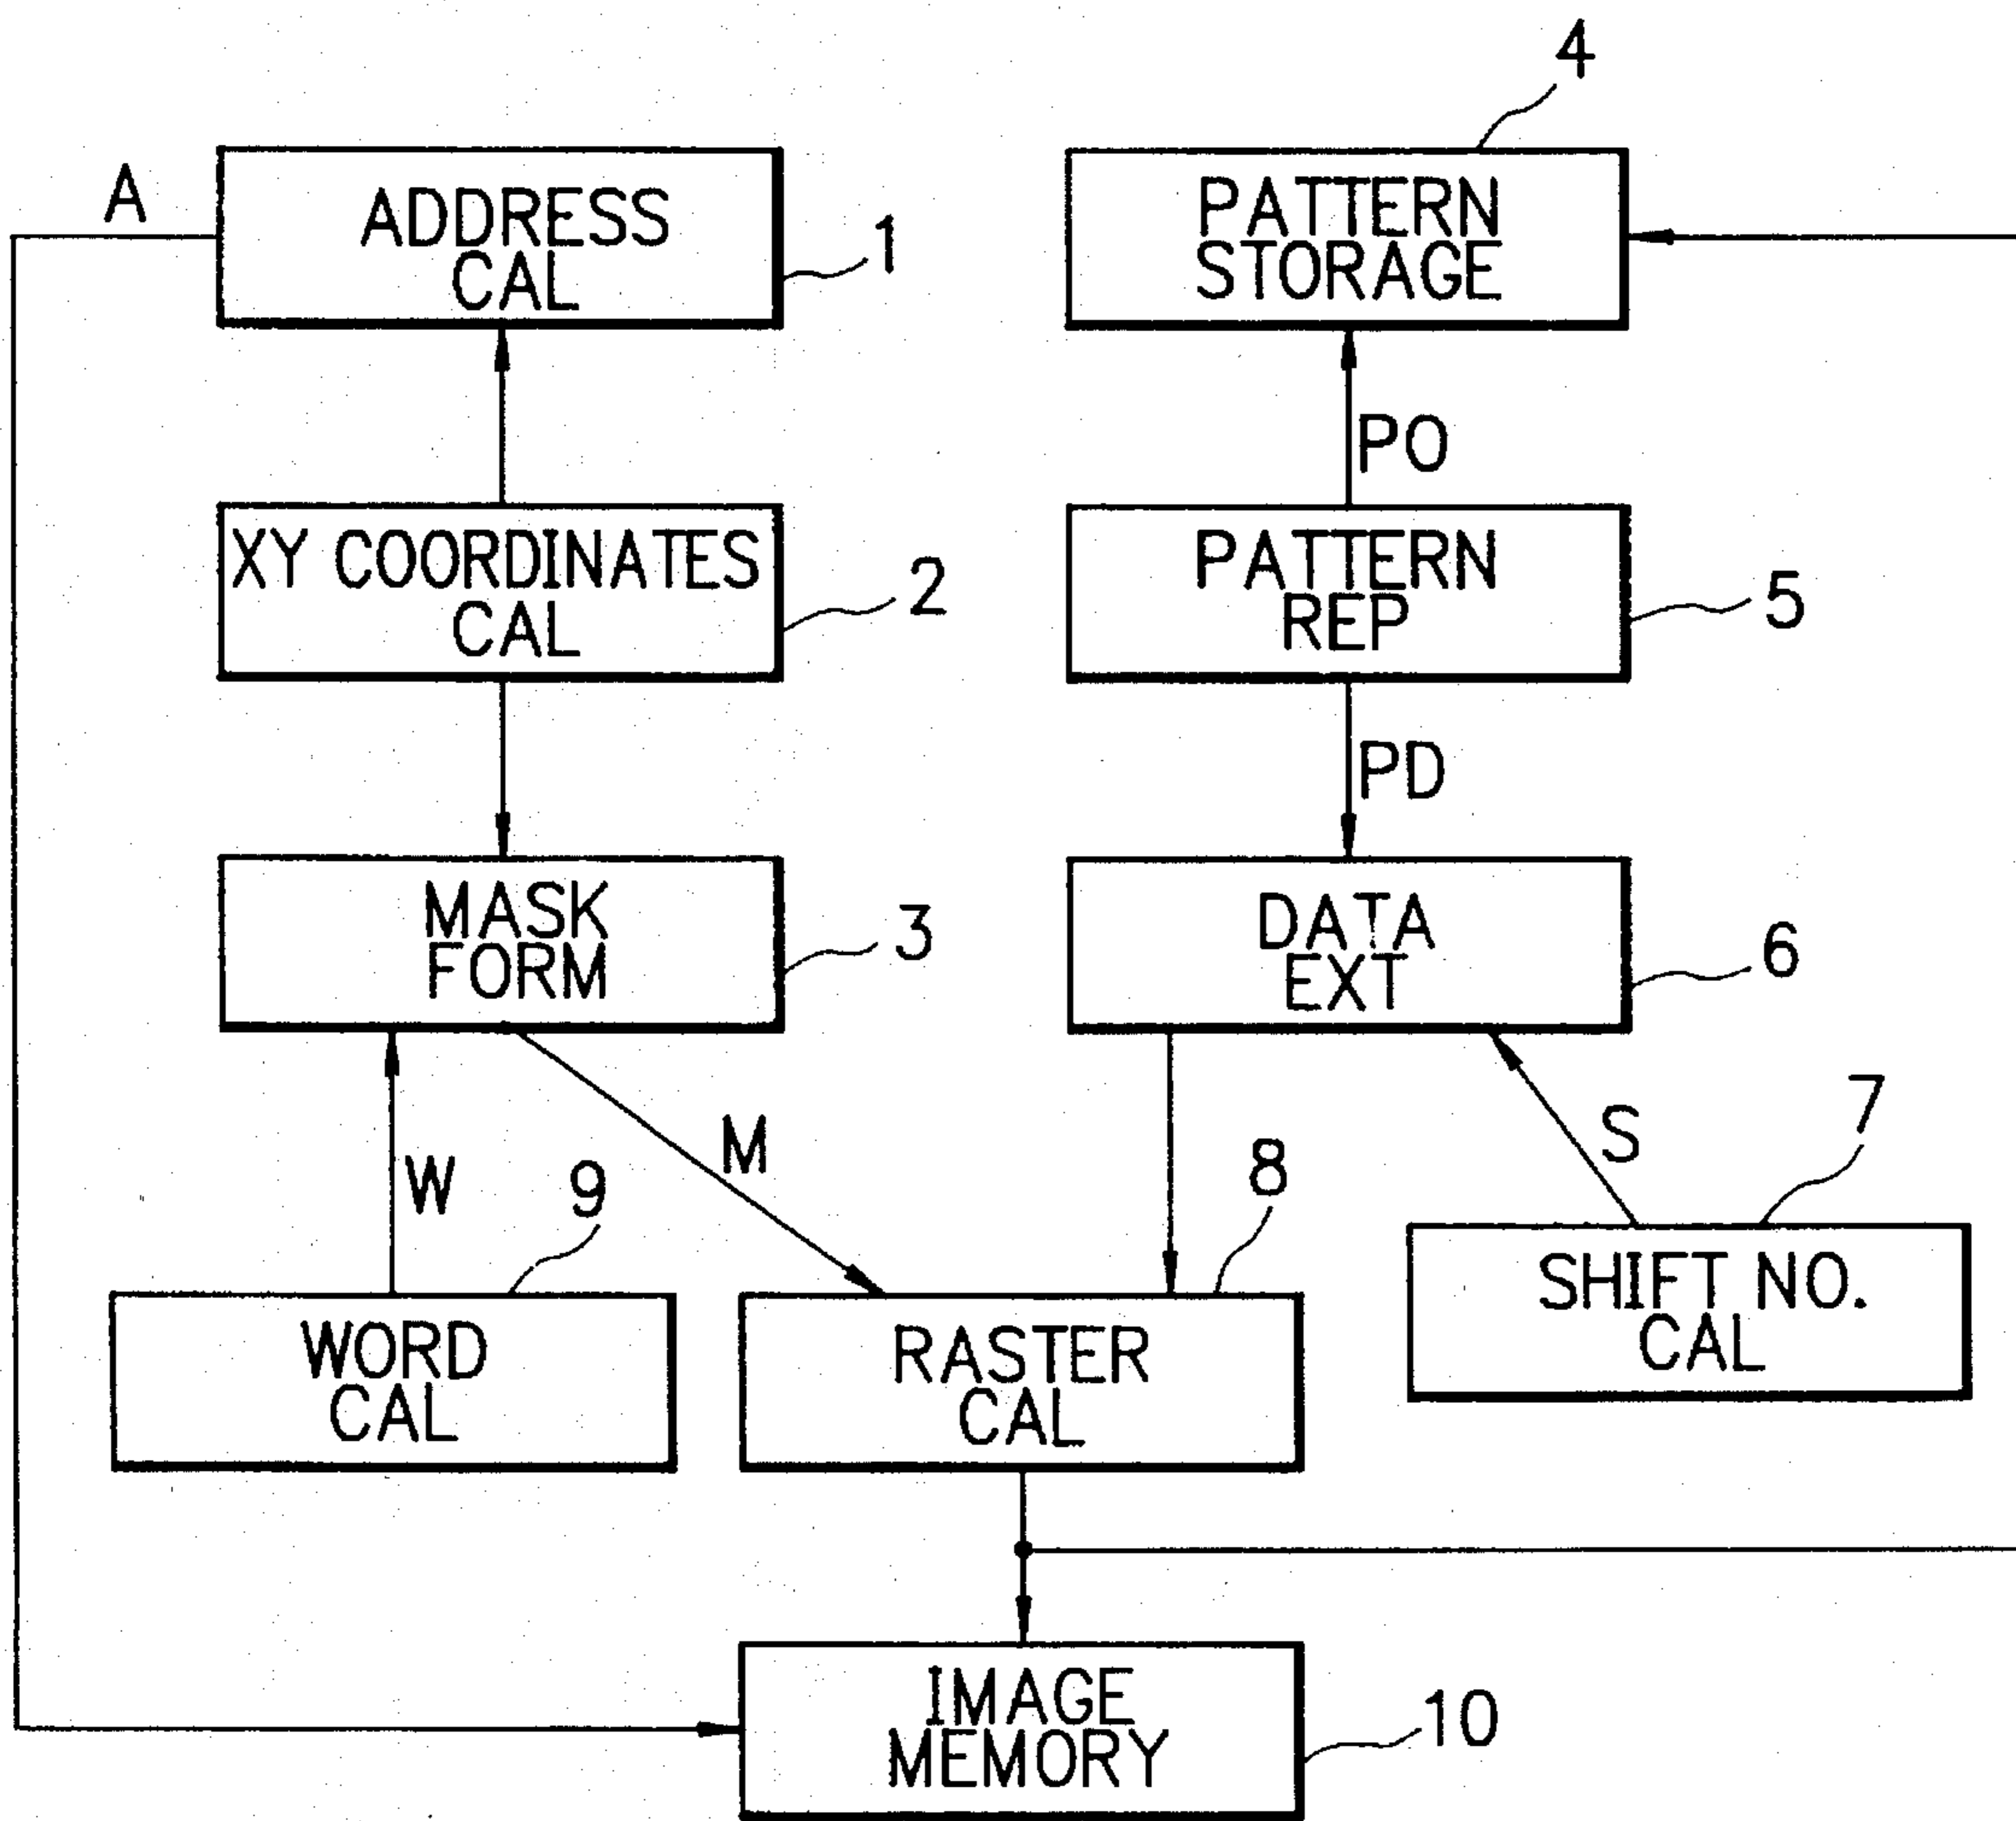 4
A
ADDRESS
CAL
1
PATTERN
STORAGE
PO
XY COORDINATES
CAL
2
PATTERN
REP
5
PD
MASK
FORM
3
DATA
EXT
6
W
9
M
8
S
7
WORD
CAL
RASTER
CAL
SHIFT NO.
CAL
IMAGE
MEMORY
10